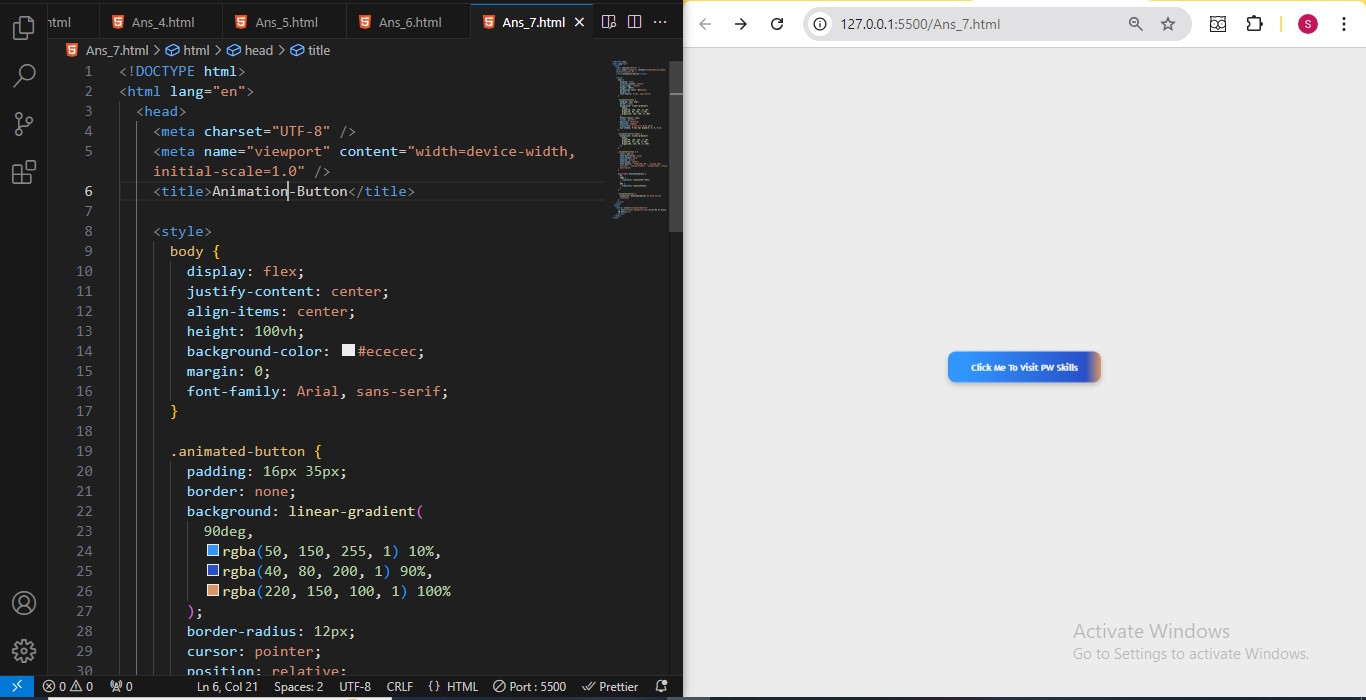 ntml
Ans_4.html
Ans_5.html
Ans_6.html
Ans_7.html
Ans_7.html > html > head > title
1 <!DOCTYPE html>
2 <html lang="en">
3 <head>
4 <meta charset="UTF-8" />
5 <meta name="viewport" content="width=device-width,
initial-scale=1.0" />
6 <title>Animation-Button</title>
7
8 <style>
9 body {
10 display: flex;
11 justify-content: center;
12 align-items: center;
13 height: 100vh;
14 background-color: #ececec;
15 margin: 0;
16 font-family: Arial, sans-serif;
17 }
18
19 .animated-button {
20 padding: 16px 35px;
21 border: none;
22 background: linear-gradient(
23 90deg,
24 rgba(50, 150, 255, 1) 10%,
25 rgba(40, 80, 200, 1) 90%,
26 rgba(220, 150, 100, 1) 100%
27 );
28 border-radius: 12px;
29 cursor: pointer;
30 position: relative;
0 0 0 Ln 6, Col 21 Spaces: 2 UTF-8 CRLF {} HTML Port : 5500 Prettier
127.0.0.1:5500/Ans_7.html
S
Click Me To Visit PW Skills
Activate Windows
Go to Settings to activate Windows.